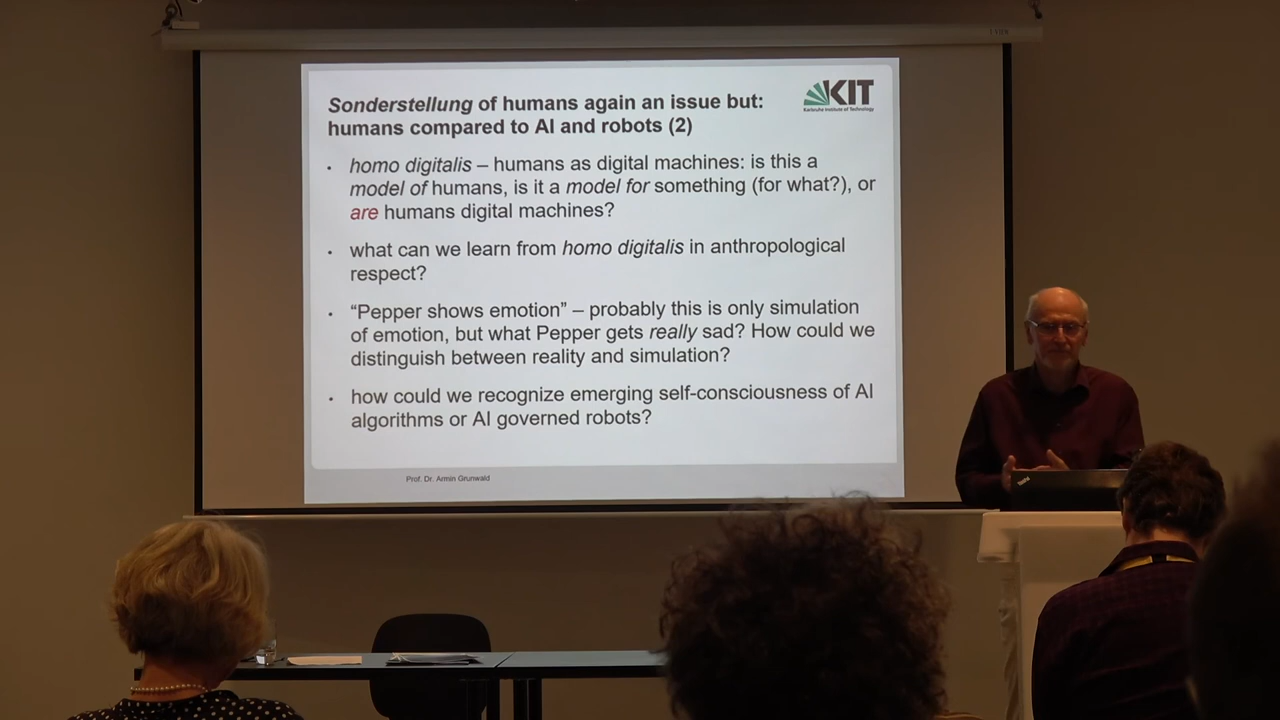 Sonderstellung of humans again an issue but:
humans compared to AI and robots (2)
KIT
Karlsruhe Institute of Technology
• homo digitalis – humans as digital machines: is this a
model of humans, is it a model for something (for what?), or
are humans digital machines?
• what can we learn from homo digitalis in anthropological
respect?
• “Pepper shows emotion” – probably this is only simulation
of emotion, but what Pepper gets really sad? How could we
distinguish between reality and simulation?
• how could we recognize emerging self-consciousness of AI
algorithms or AI governed robots?
Prof. Dr. Armin Grunwald
ThinkPad